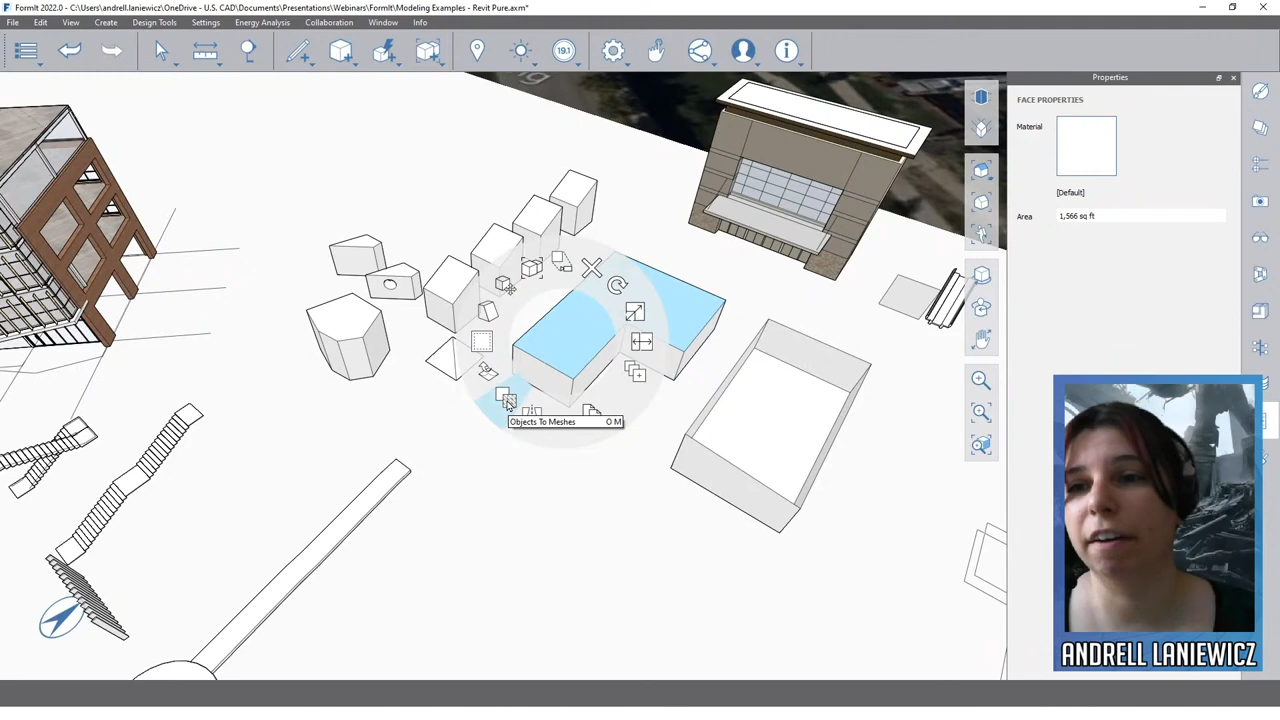 FormIt 2022.0 - C:\Users\andrell.laniewicz\OneDrive - U.S. CAD\Documents\Presentations\Webinars\FormIt\Modeling Examples - Revit Pure.axm*
File Edit View Create Design Tools Settings Energy Analysis Collaboration Window Info
19.1
Properties
FACE PROPERTIES
Material
[Default]
Area 1,566 sq ft
Objects To Meshes O M
ANDRELL LANIEWICZ